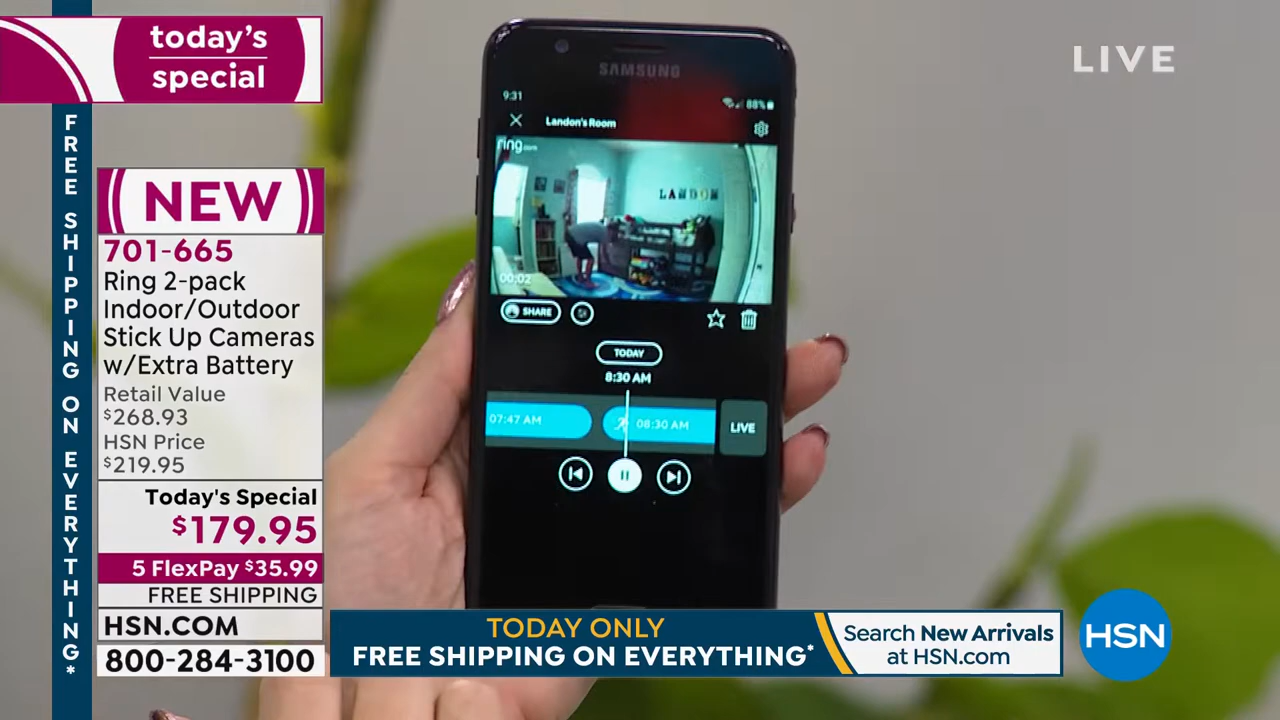 today's
special
FREE SHIPPING ON EVERYTHING*
NEW
701-665
Ring 2-pack
Indoor/Outdoor
Stick Up Cameras
w/Extra Battery
Retail Value
$268.93
HSN Price
$219.95
Today's Special
$179.95
5 FlexPay $35.99
FREE SHIPPING
HSN.COM
800-284-3100
LIVE
SAMSUNG
9:31
88%
Landon's Room
ring.com
LANDON
00:02
SHARE
TODAY
8:30 AM
07:47 AM
08:30 AM
LIVE
TODAY ONLY
FREE SHIPPING ON EVERYTHING*
Search New Arrivals
at HSN.com
HSN